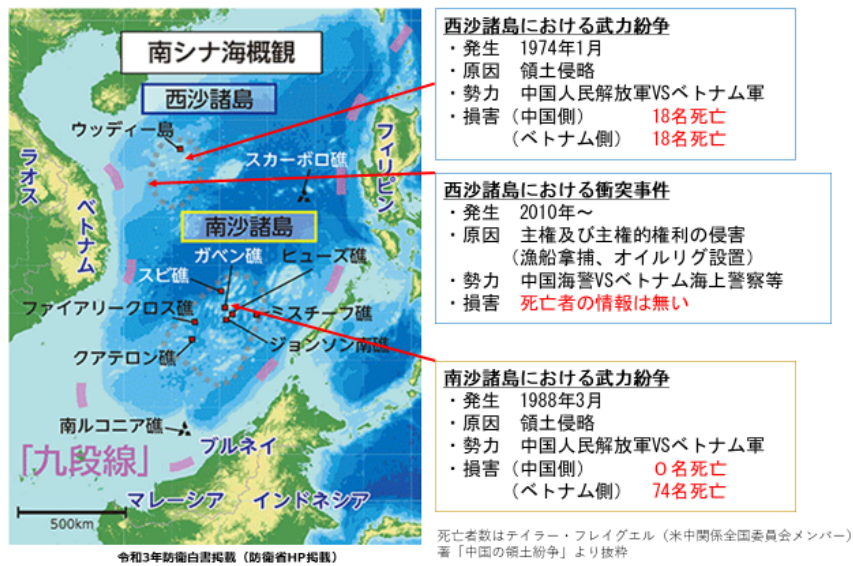 南シナ海概観
西沙諸島
ウッディー島
スカーボロ礁
フィリピン
ラオス
ベトナム
南沙諸島
ガベン礁
ヒューズ礁
スビ礁
ファイアリークロス礁
ミスチーフ礁
ジョンソン南礁
クアテロン礁
南ルコニア礁
ブルネイ
「九段線」
マレーシア
インドネシア
500km
令和3年防衛白書掲載（防衛省HP掲載）
西沙諸島における武力紛争
・発生 1974年1月
・原因 領土侵略
・勢力 中国人民解放軍VSベトナム軍
・損害（中国側） 18名死亡
（ベトナム側） 18名死亡
西沙諸島における衝突事件
・発生 2010年～
・原因 主権及び主権的権利の侵害
（漁船拿捕、オイルリグ設置）
・勢力 中国海警VSベトナム海上警察等
・損害 死亡者の情報は無い
南沙諸島における武力紛争
・発生 1988年3月
・原因 領土侵略
・勢力 中国人民解放軍VSベトナム軍
・損害（中国側） ０名死亡
（ベトナム側） 74名死亡
死亡者数はテイラー・フレイグエル（米中関係全国委員会メンバー）
著「中国の領土紛争」より抜粋